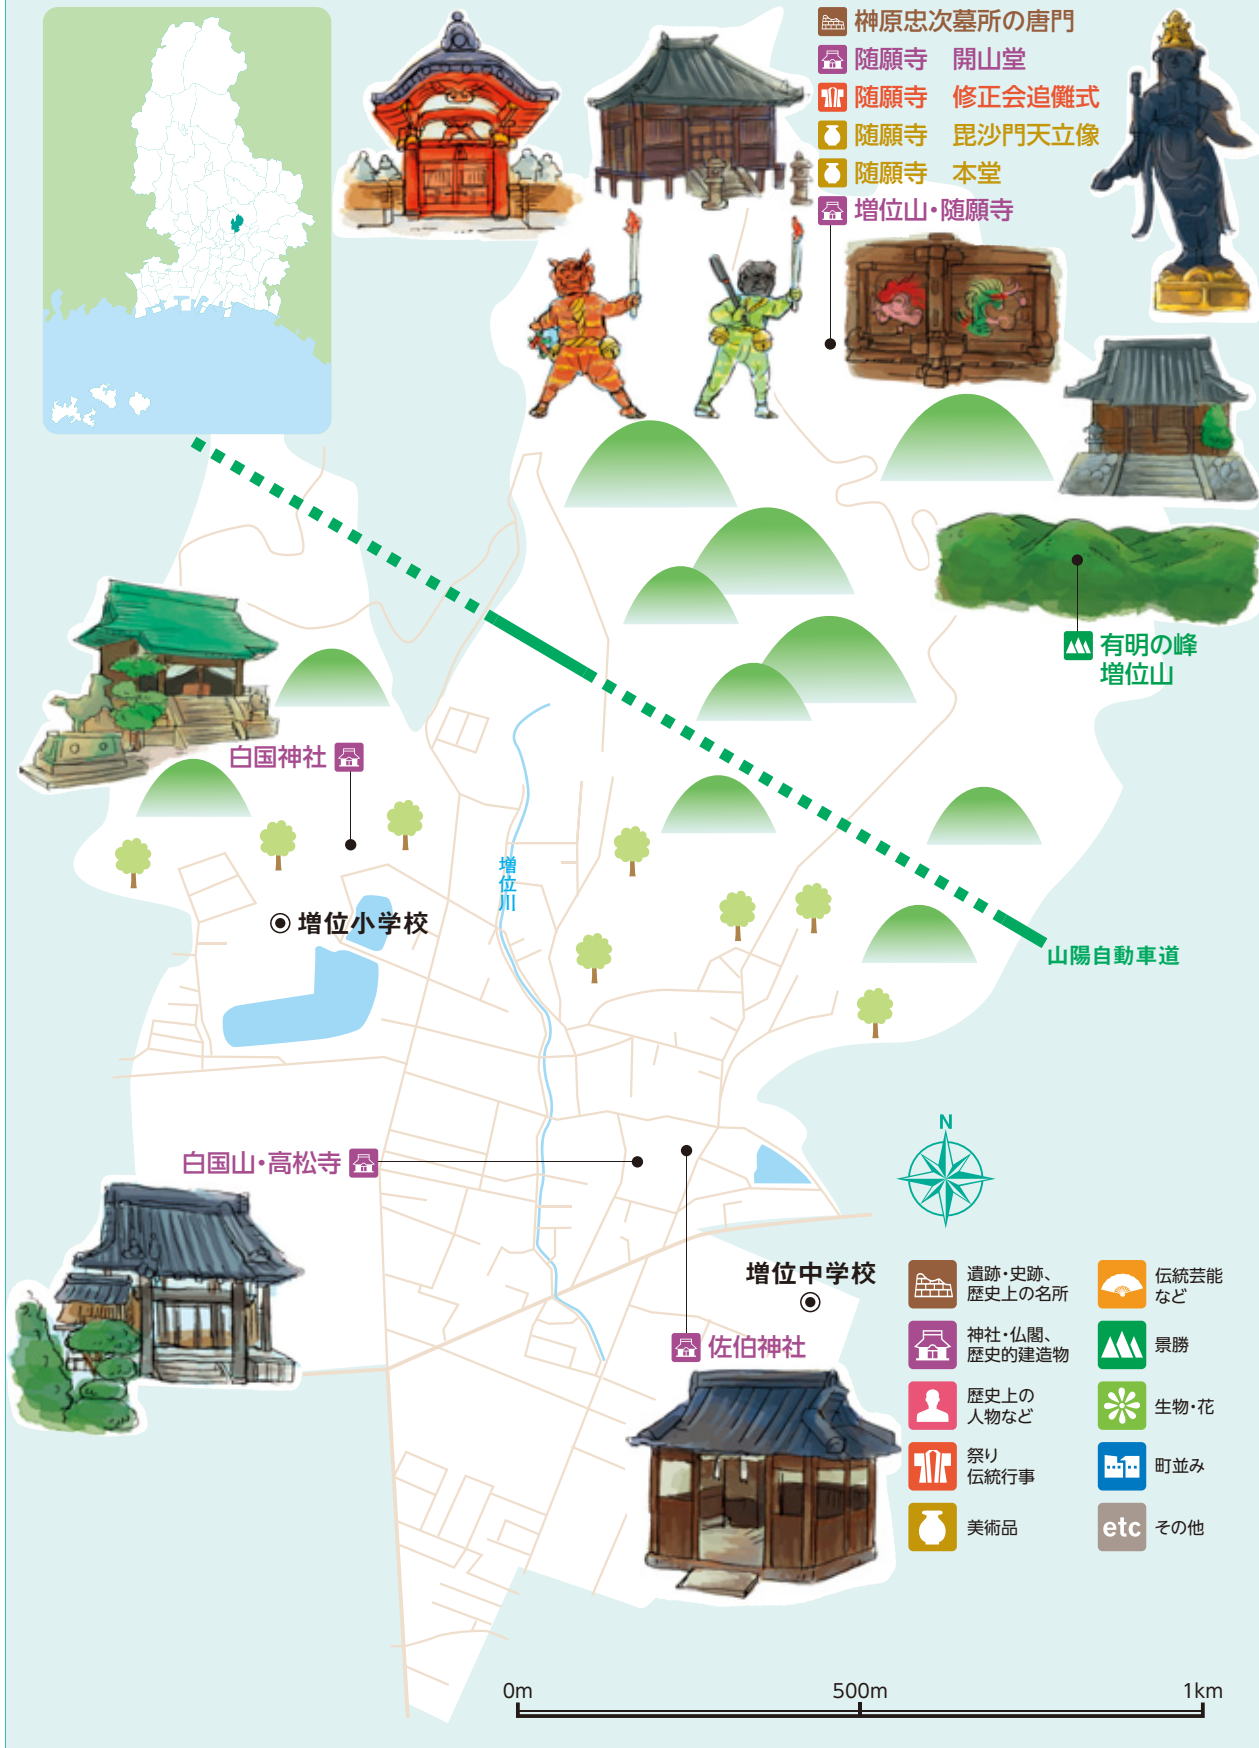 榊原忠次墓所の唐門
随願寺　開山堂
随願寺　修正会追儺式
随願寺　毘沙門天立像
随願寺　本堂
増位山・随願寺
有明の峰
増位山
白国神社
増位川
増位小学校
山陽自動車道
白国山・高松寺
N
増位中学校
佐伯神社
遺跡・史跡、
歴史上の名所
神社・仏閣、
歴史的建造物
歴史上の
人物など
祭り
伝統行事
美術品
伝統芸能
など
景勝
生物・花
町並み
etc その他
0m 500m 1km